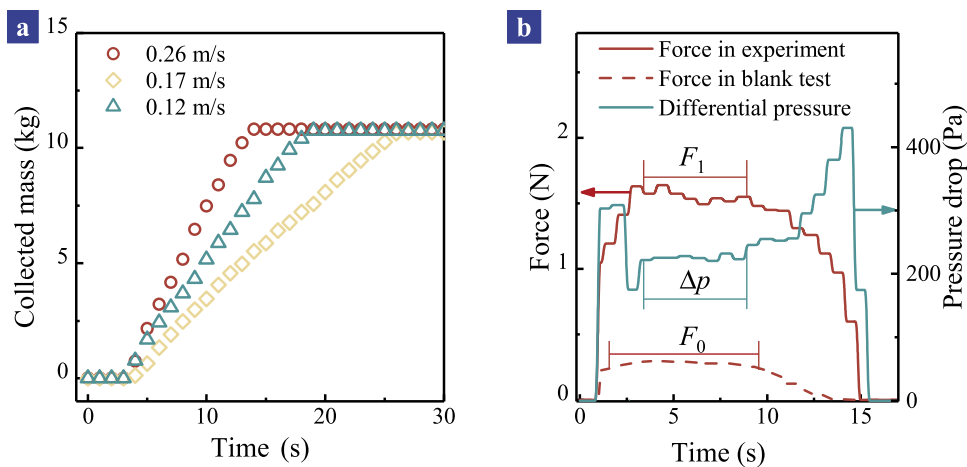 a
15
10
5
0
Collected mass (kg)
0.26 m/s
0.17 m/s
0.12 m/s
0 10 20 30
Time (s)
b
Force in experiment
Force in blank test
Differential pressure
2
1
0
Force (N)
F1
Δp
F0
400
200
0
Pressure drop (Pa)
0 5 10 15
Time (s)